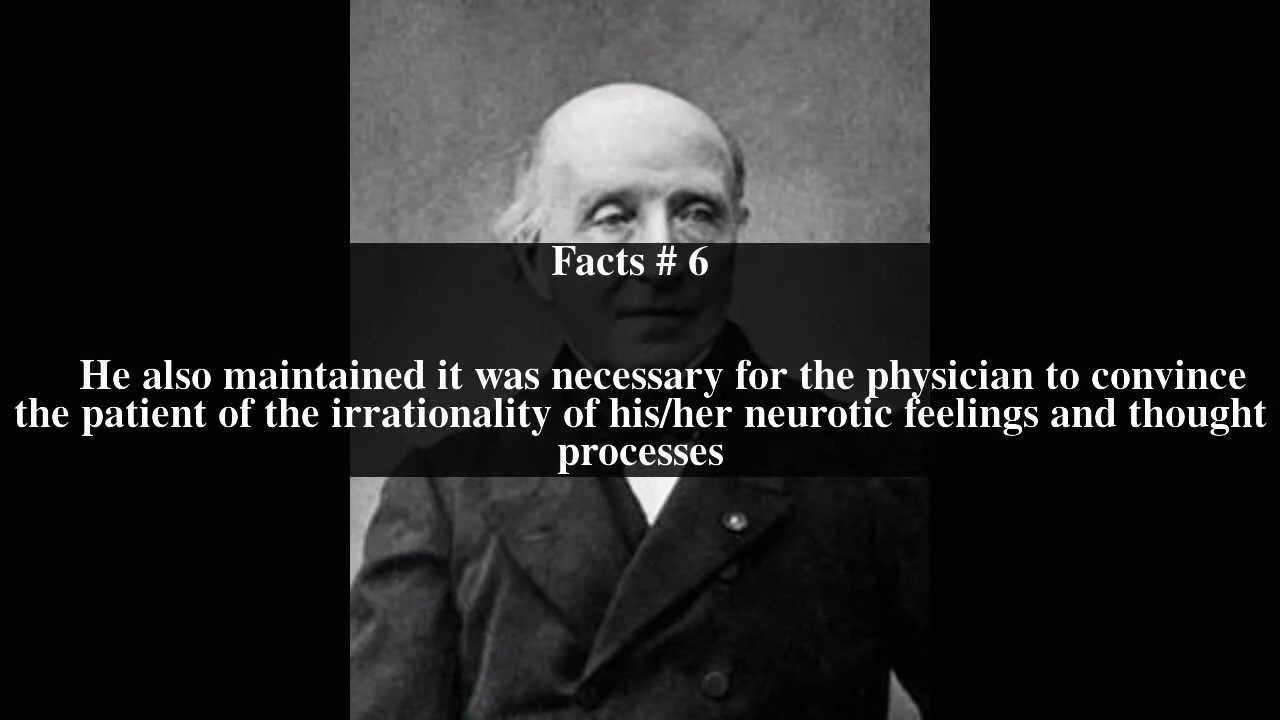 Facts # 6
He also maintained it was necessary for the physician to convince
the patient of the irrationality of his/her neurotic feelings and thought
processes